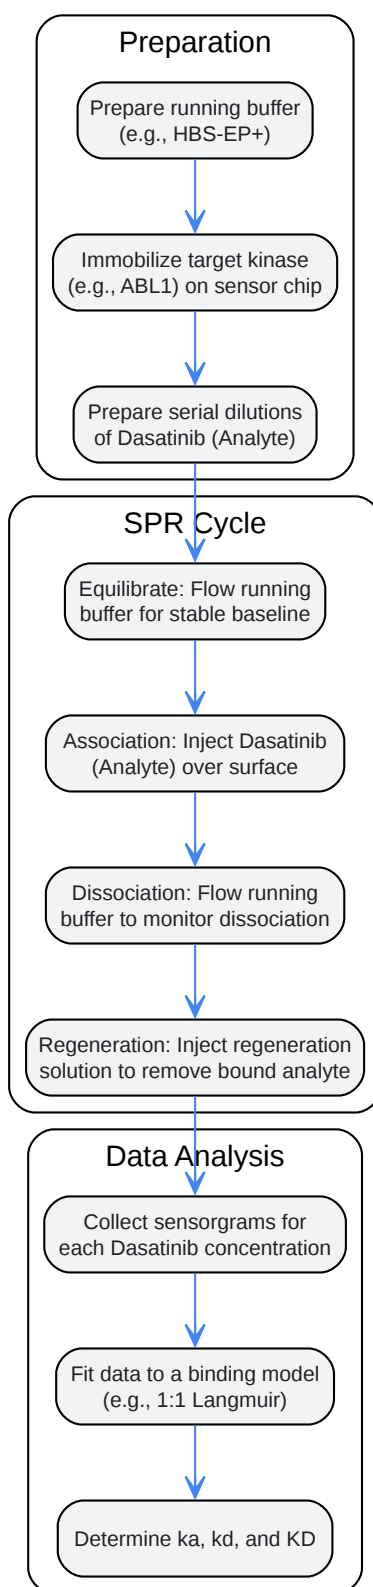 Preparation
Prepare running buffer
(e.g., HBS-EP+)
Immobilize target kinase
(e.g., ABL1) on sensor chip
Prepare serial dilutions
of Dasatinib (Analyte)
SPR Cycle
Equilibrate: Flow running
buffer for stable baseline
Association: Inject Dasatinib
(Analyte) over surface
Dissociation: Flow running
buffer to monitor dissociation
Regeneration: Inject regeneration
solution to remove bound analyte
Data Analysis
Collect sensorgrams for
each Dasatinib concentration
Fit data to a binding model
(e.g., 1:1 Langmuir)
Determine ka, kd, and KD